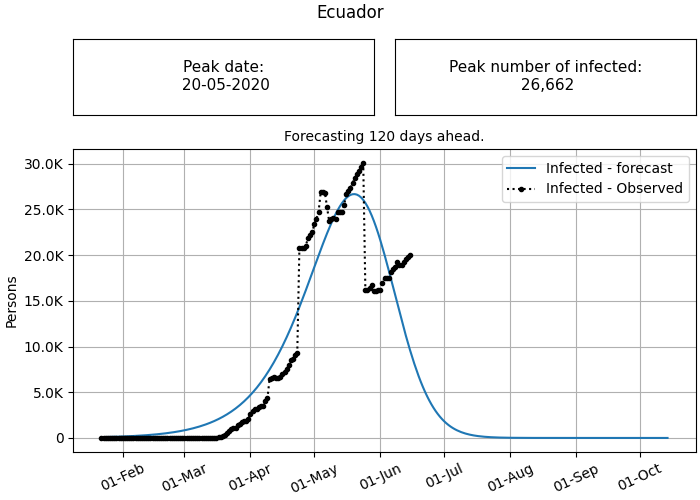 Ecuador
Peak date:
20-05-2020
Peak number of infected:
26,662
Forecasting 120 days ahead.
Infected - forecast
Infected - Observed
Persons
30.0K
25.0K
20.0K
15.0K
10.0K
5.0K
0
01-Feb
01-Mar
01-Apr
01-May
01-Jun
01-Jul
01-Aug
01-Sep
01-Oct